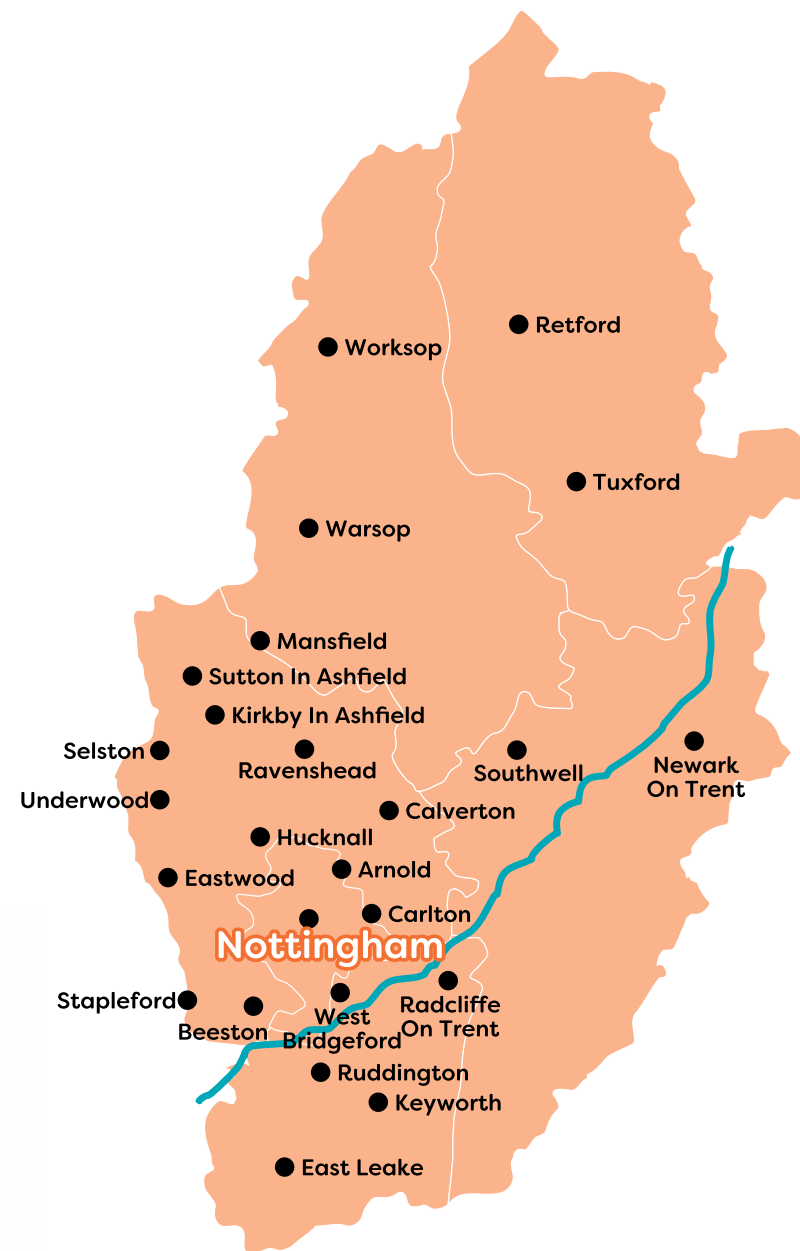 Retford
Worksop
Tuxford
Warsop
Mansfield
Sutton In Ashfield
Kirkby In Ashfield
Selston
Ravenshead
Southwell
Newark
On Trent
Underwood
Calverton
Hucknall
Arnold
Eastwood
Carlton
Nottingham
Stapleford
Beeston
West
Bridgeford
Radcliffe
On Trent
Ruddington
Keyworth
East Leake